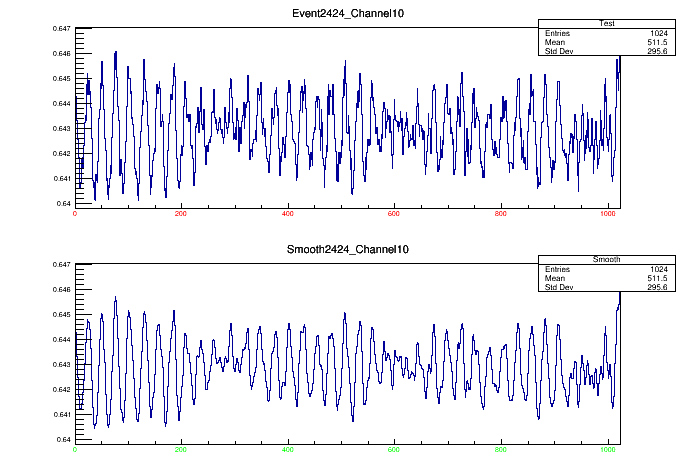 Event2424_Channel10
Test
Entries 1024
Mean 511.5
Std Dev 295.6
0.647
0.646
0.645
0.644
0.643
0.642
0.641
0.64
0 200 400 600 800 1000
Smooth2424_Channel10
Smooth
Entries 1024
Mean 511.5
Std Dev 295.6
0.647
0.646
0.645
0.644
0.643
0.642
0.641
0.64
0 200 400 600 800 1000